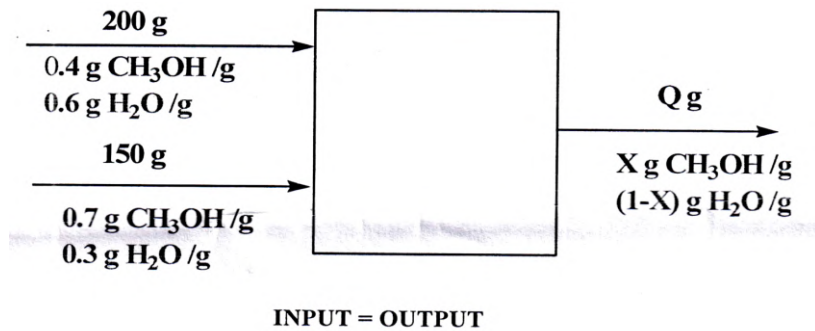 200 g
0.4 g CH₃OH /g
0.6 g H₂O /g
150 g
0.7 g CH₃OH /g
0.3 g H₂O /g
Q g
X g CH₃OH /g
(1-X) g H₂O /g
INPUT = OUTPUT